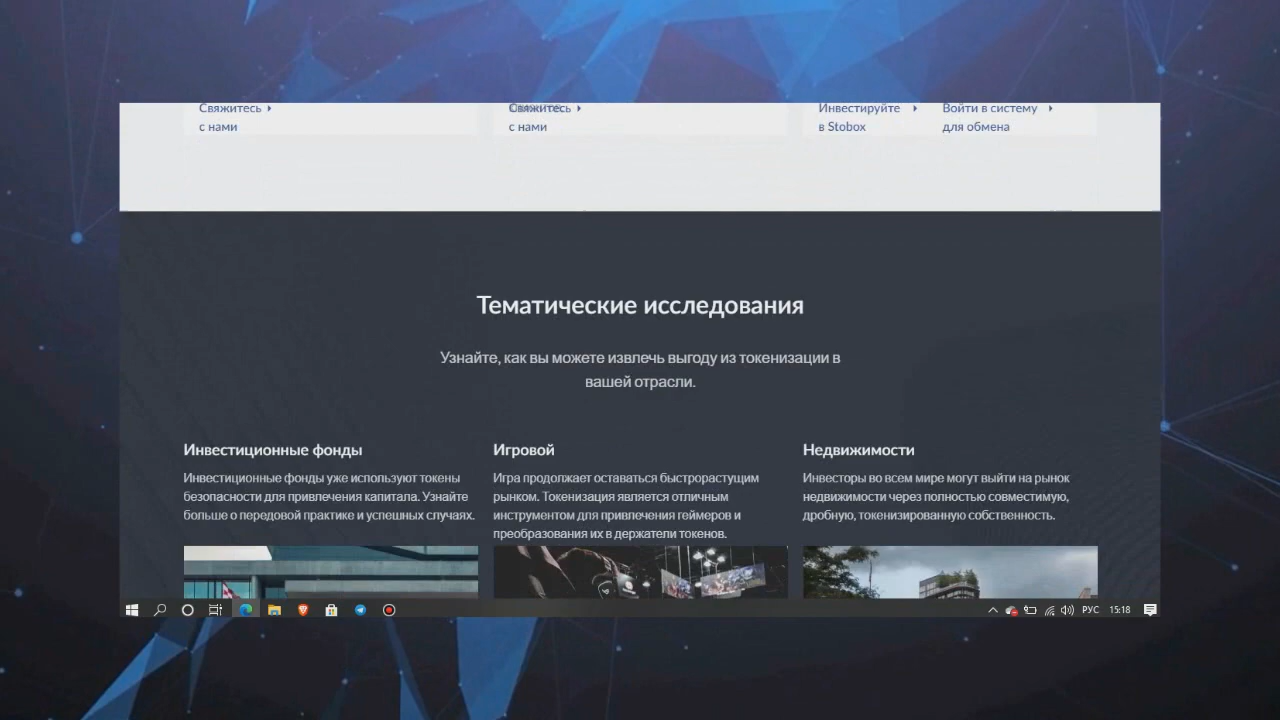 Свяжитесь
с нами
Свяжитесь
с нами
Инвестируйте
в Stobox
Войти в систему
для обмена
Тематические исследования
Узнайте, как вы можете извлечь выгоду из токенизации в
вашей отрасли.
Инвестиционные фонды
Инвестиционные фонды уже используют токены
безопасности для привлечения капитала. Узнайте
больше о передовой практике и успешных случаях.
Игровой
Игра продолжает оставаться быстрорастущим
рынком. Токенизация является отличным
инструментом для привлечения геймеров и
преобразования их в держатели токенов.
Недвижимости
Инвесторы во всем мире могут выйти на рынок
недвижимости через полностью совместимую,
дробную, токенизированную собственность.
РУС 15:18